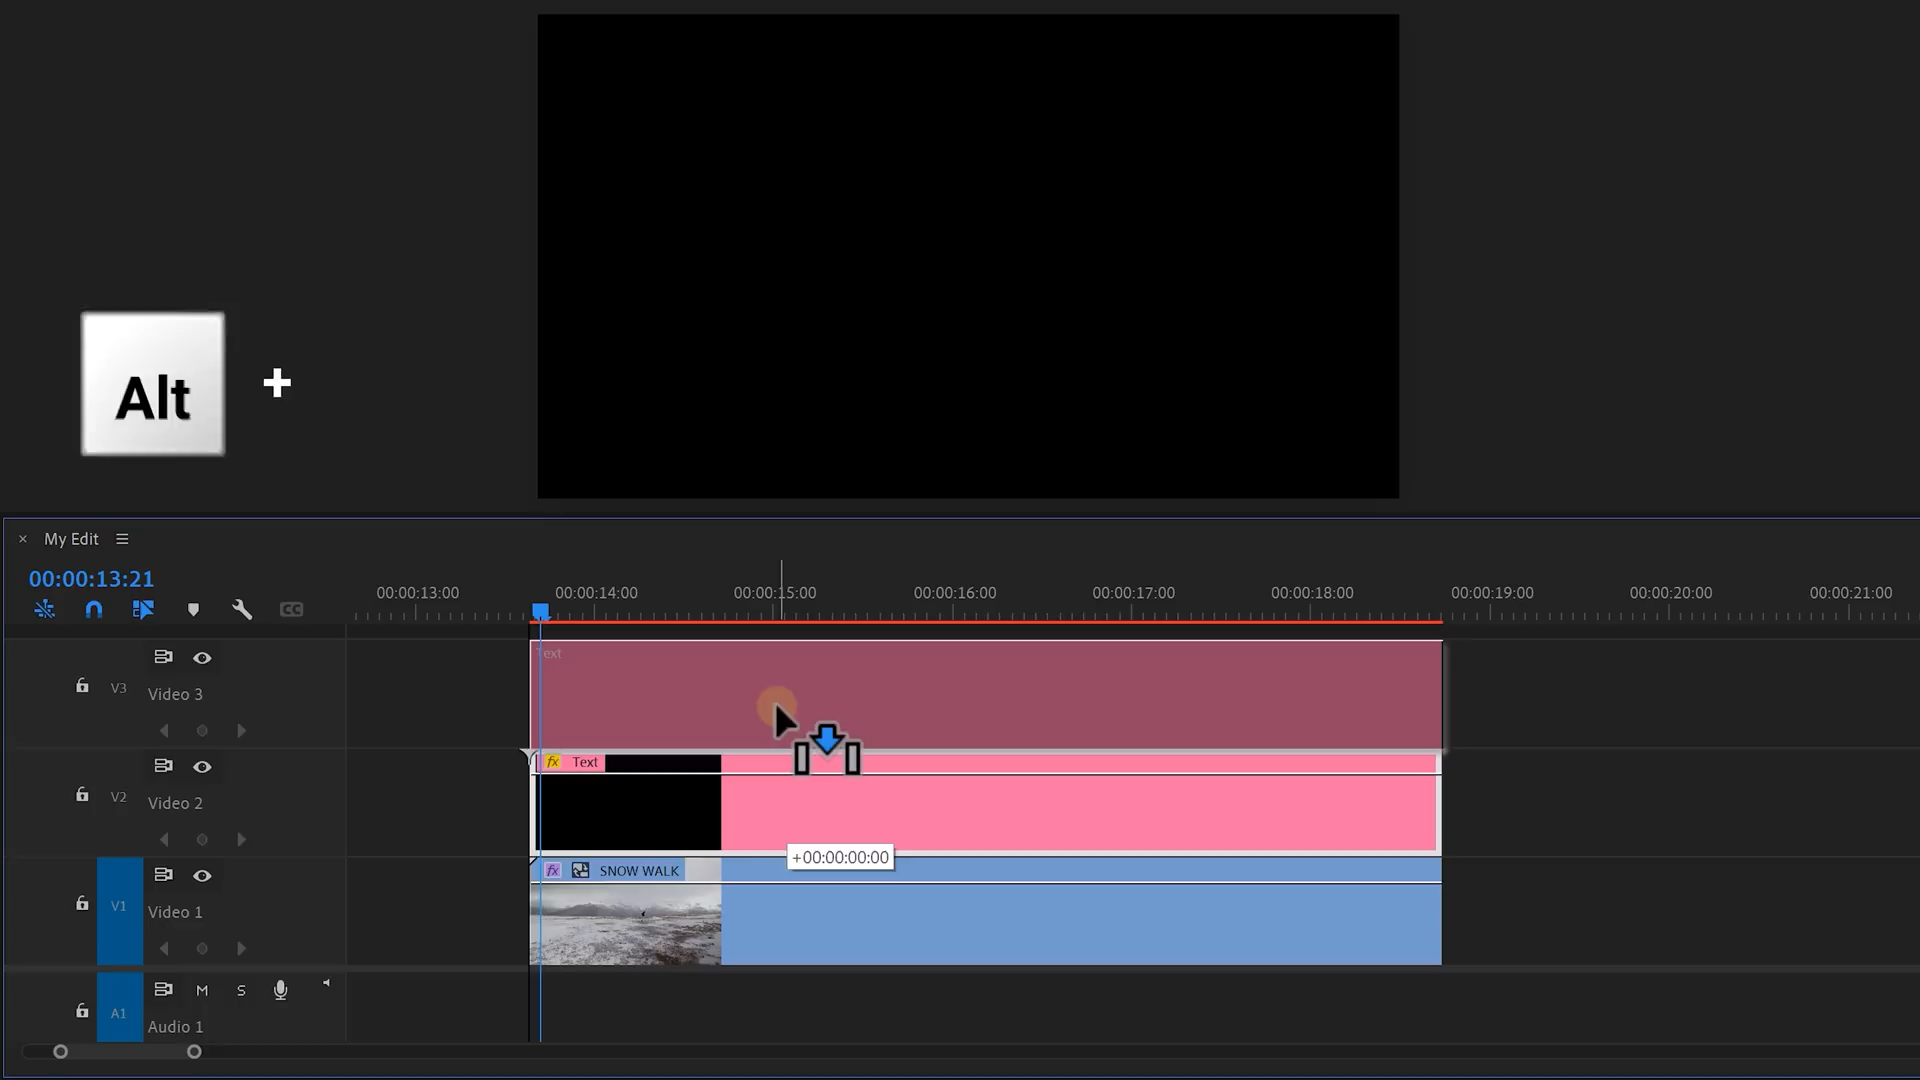 Alt +
× My Edit
00:00:13:21
00:00:13:00 00:00:14:00 00:00:15:00 00:00:16:00 00:00:17:00 00:00:18:00 00:00:19:00 00:00:20:00 00:00:21:00
CC
V3 Video 3
Text
V2 Video 2
fx Text
+00:00:00:00
V1 Video 1
fx SNOW WALK
A1 M S
Audio 1